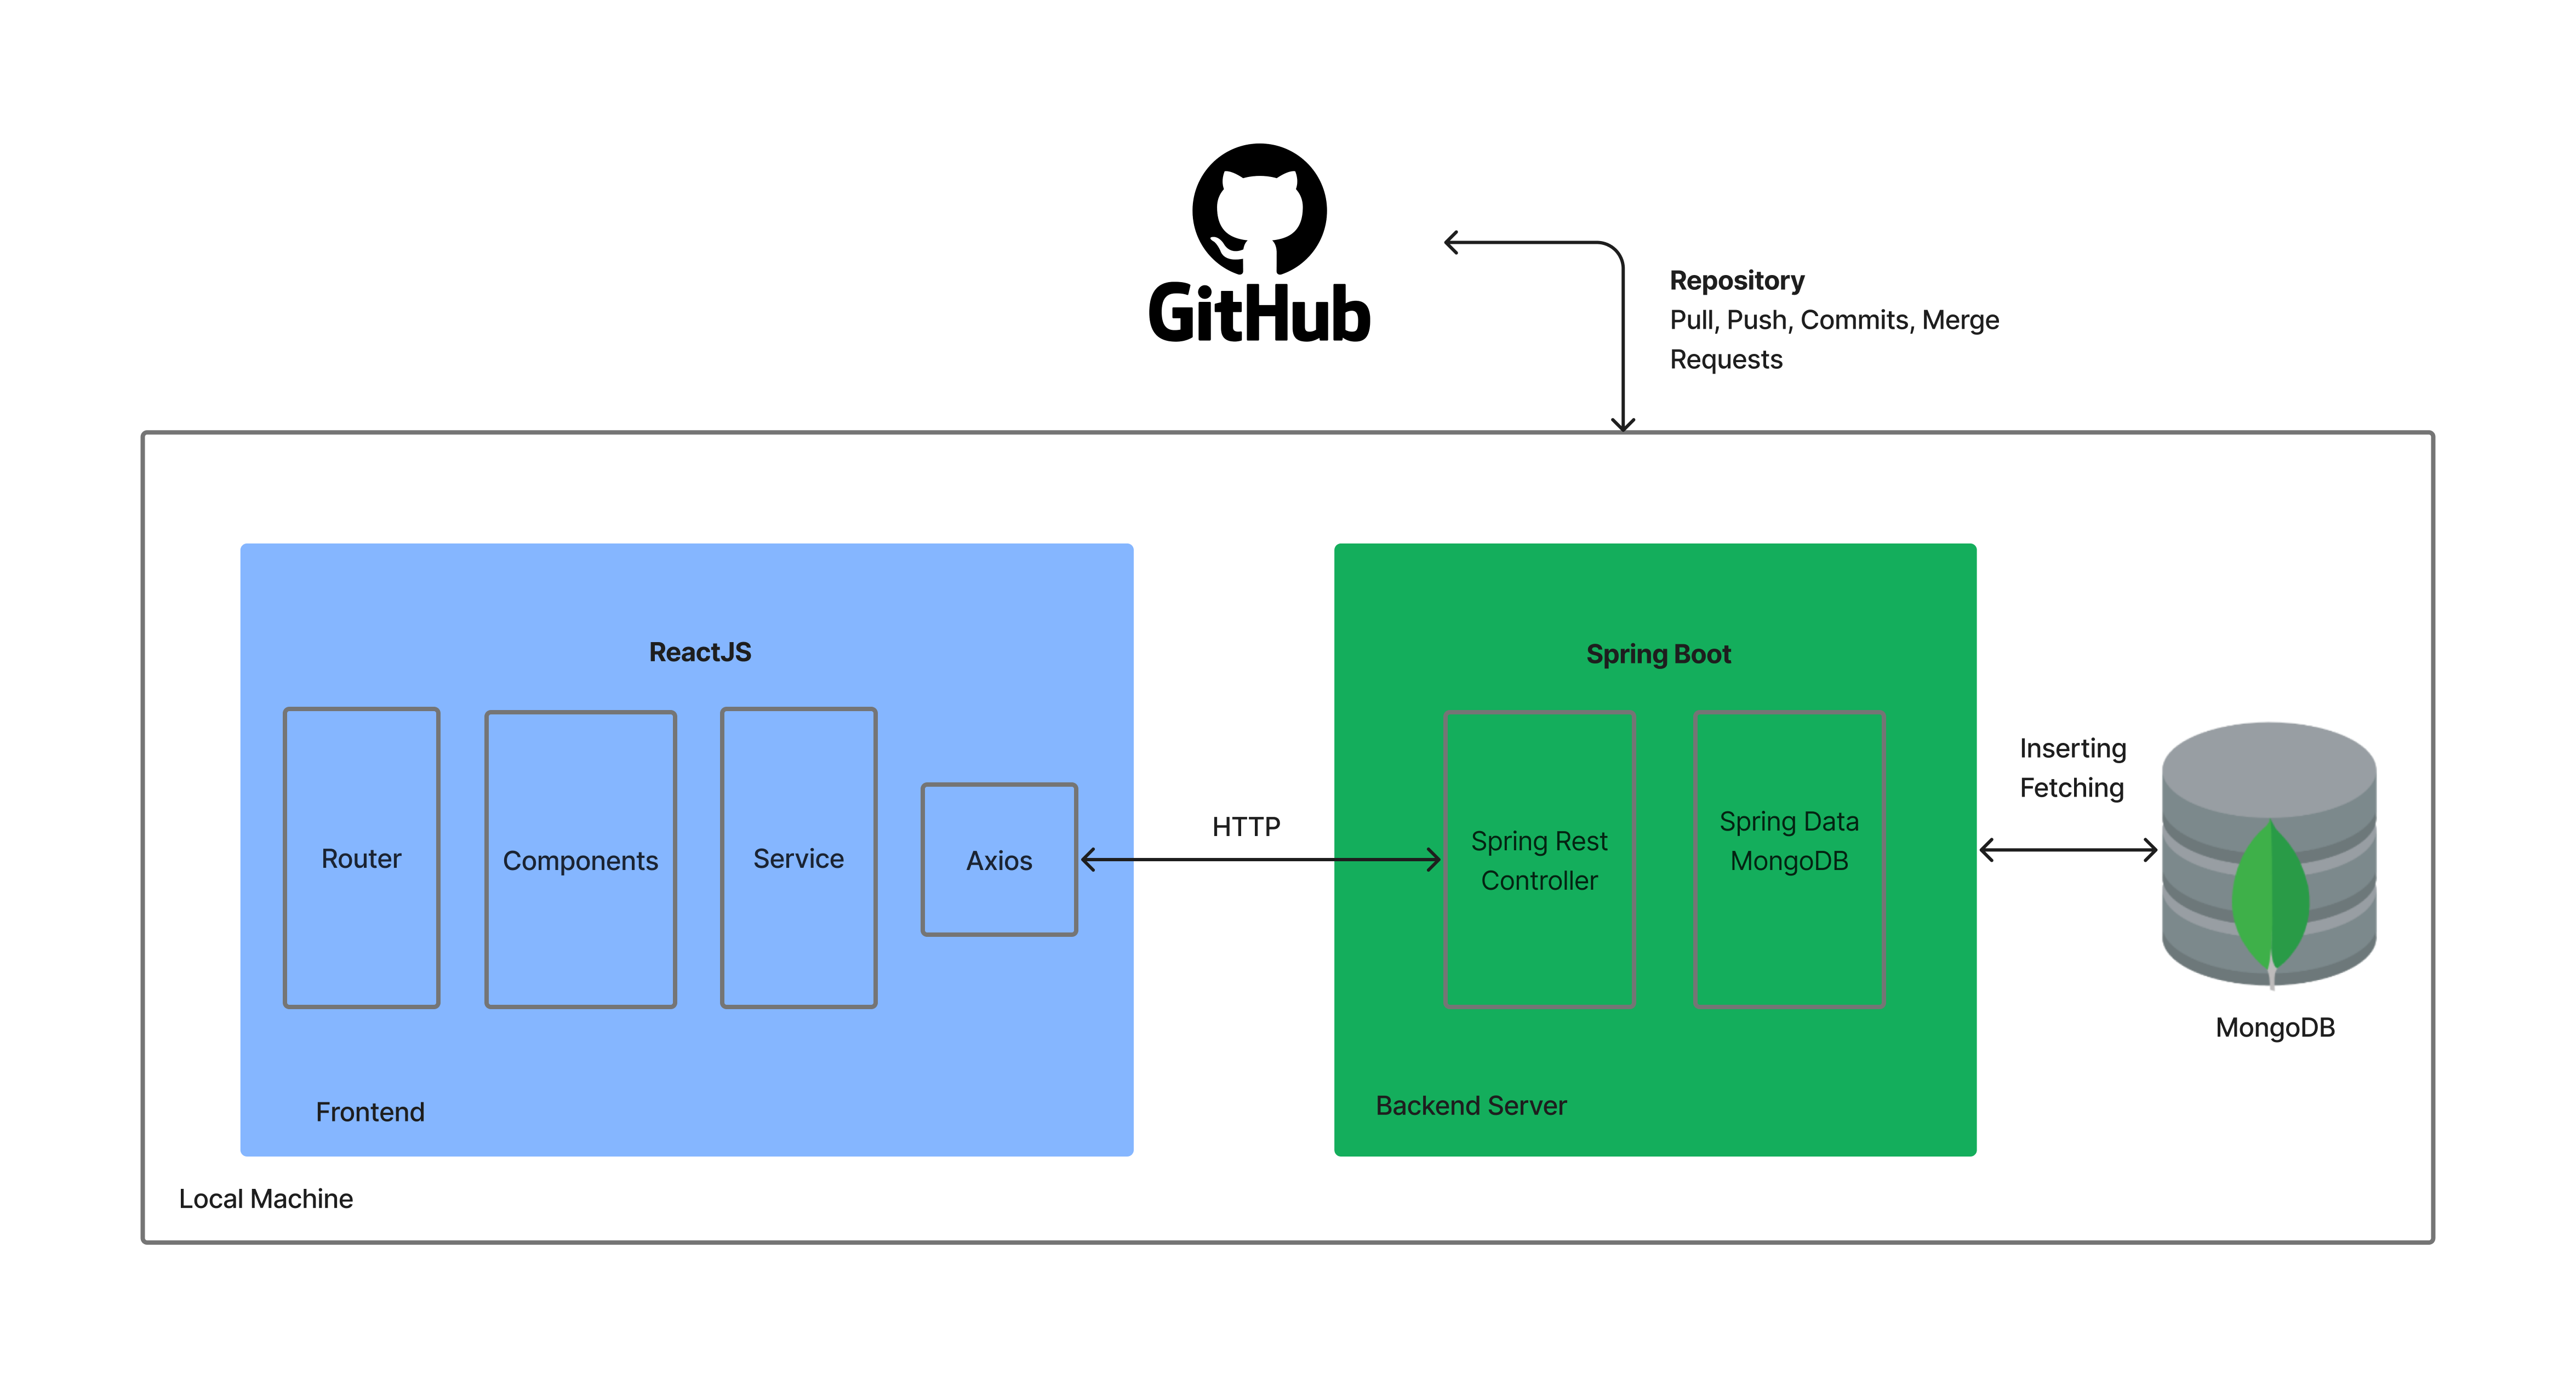 GitHub
Repository
Pull, Push, Commits, Merge
Requests
ReactJS
Router
Components
Service
Axios
Frontend
HTTP
Spring Boot
Spring Rest
Controller
Spring Data
MongoDB
Backend Server
Inserting
Fetching
MongoDB
Local Machine